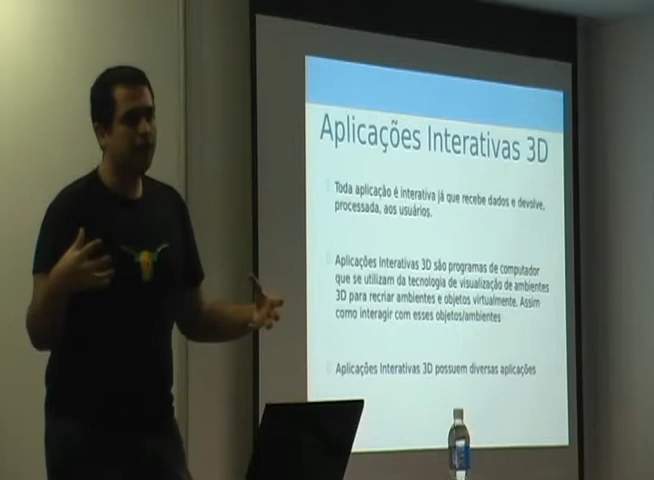 Aplicações Interativas 3D
Toda aplicação é interativa já que recebe dados e devolve,
processada, aos usuários.
Aplicações Interativas 3D são programas de computador
que se utilizam da tecnologia de visualização de ambientes
3D para recriar ambientes e objetos virtualmente. Assim
como interagir com esses objetos/ambientes
Aplicações Interativas 3D possuem diversas aplicações